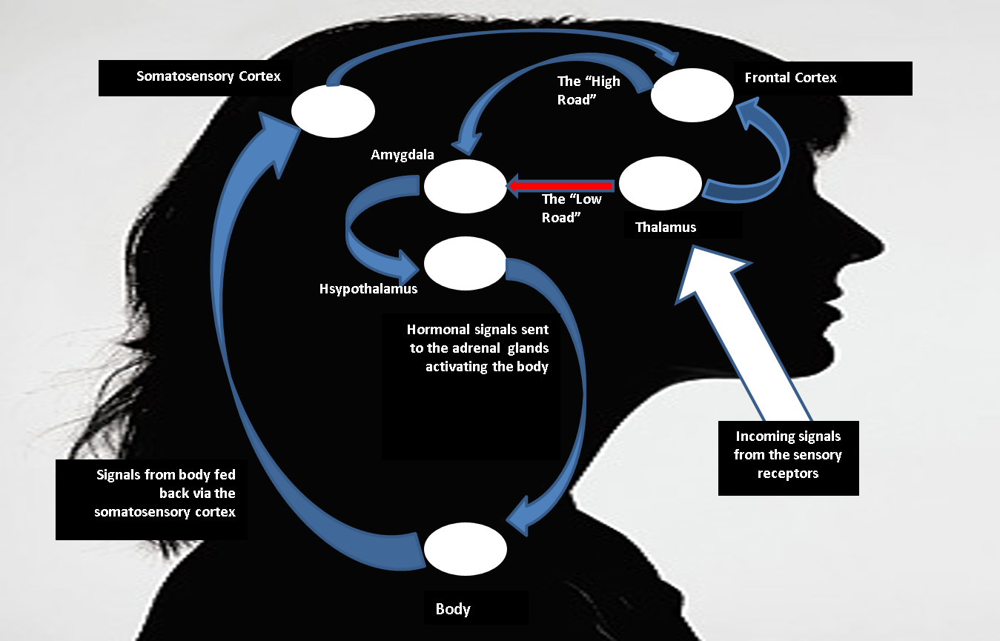 Somatosensory Cortex
Frontal Cortex
The “High
Road”
Amygdala
The “Low
Road”
Thalamus
Hsypothalamus
Hormonal signals sent
to the adrenal glands
activating the body
Incoming signals
from the sensory
receptors
Signals from body fed
back via the
somatosensory cortex
Body